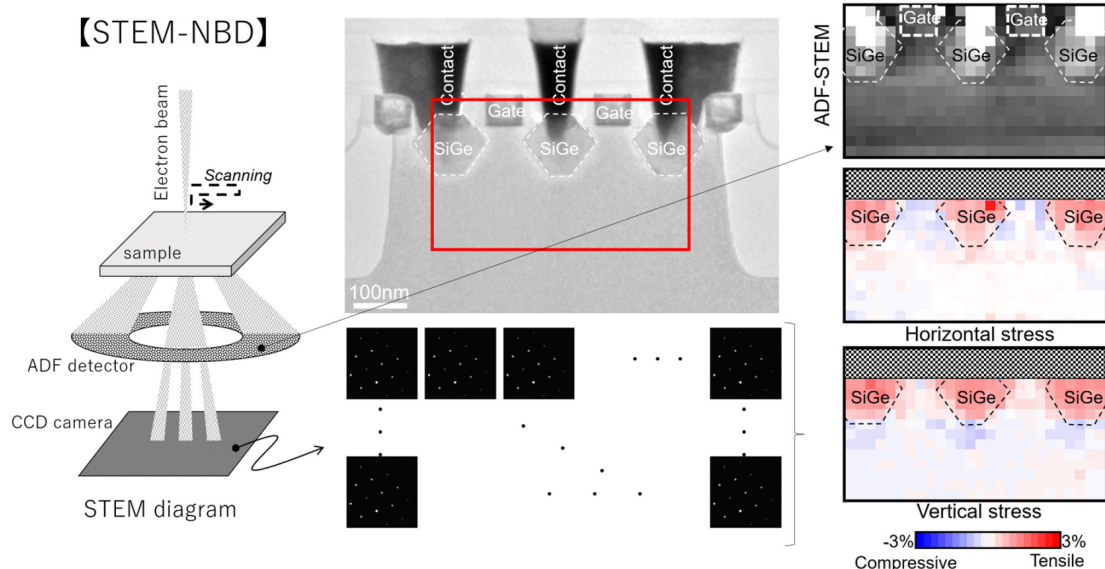 【STEM-NBD】
Electron beam
Scanning
sample
ADF detector
CCD camera
STEM diagram
Contact
Contact
Contact
Gate
Gate
SiGe
SiGe
SiGe
100nm
ADF-STEM
Gate
Gate
SiGe
SiGe
SiGe
SiGe
SiGe
SiGe
Horizontal stress
SiGe
SiGe
SiGe
Vertical stress
-3%
3%
Compressive
Tensile